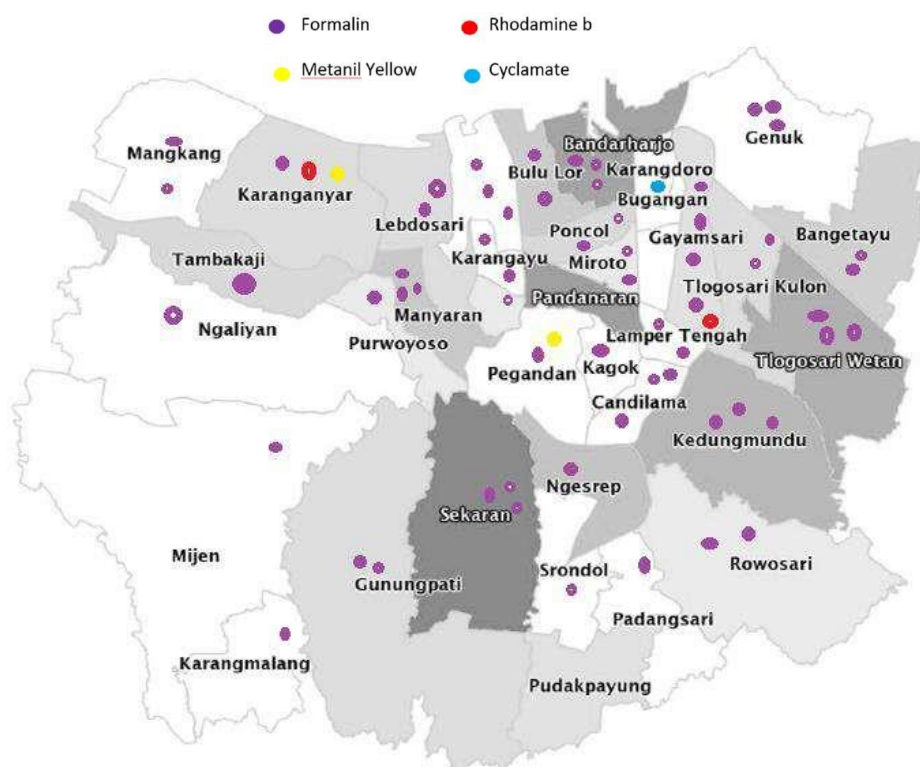 Formalin
Rhodamine b
Metanil Yellow
Cyclamate
Genuk
Mangkang
Bandarharjo
Bulu Lor
Karangdoro
Karanganyar
Bugangan
Lebdosari
Poncol
Gayamsari
Bangetayu
Tambakaji
Karangayu
Miroto
Tlogosari Kulon
Pandanaran
Ngaliyan
Manyaran
Purwoyoso
Lamper Tengah
Tlogosari Wetan
Pegandan
Kagok
Candilama
Kedungmundu
Ngesrep
Sekaran
Mijen
Gunungpati
Srondol
Rowosari
Padangsari
Karangmalang
Pudakpayung